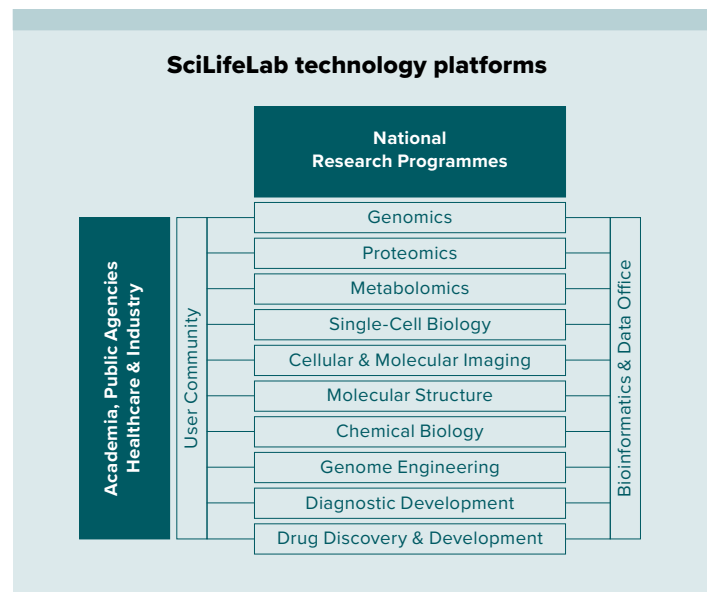 SciLifeLab technology platforms
National
Research Programmes
Academia, Public Agencies
Healthcare & Industry
User Community
Genomics
Proteomics
Metabolomics
Single-Cell Biology
Cellular & Molecular Imaging
Molecular Structure
Chemical Biology
Genome Engineering
Diagnostic Development
Drug Discovery & Development
Bioinformatics & Data Office